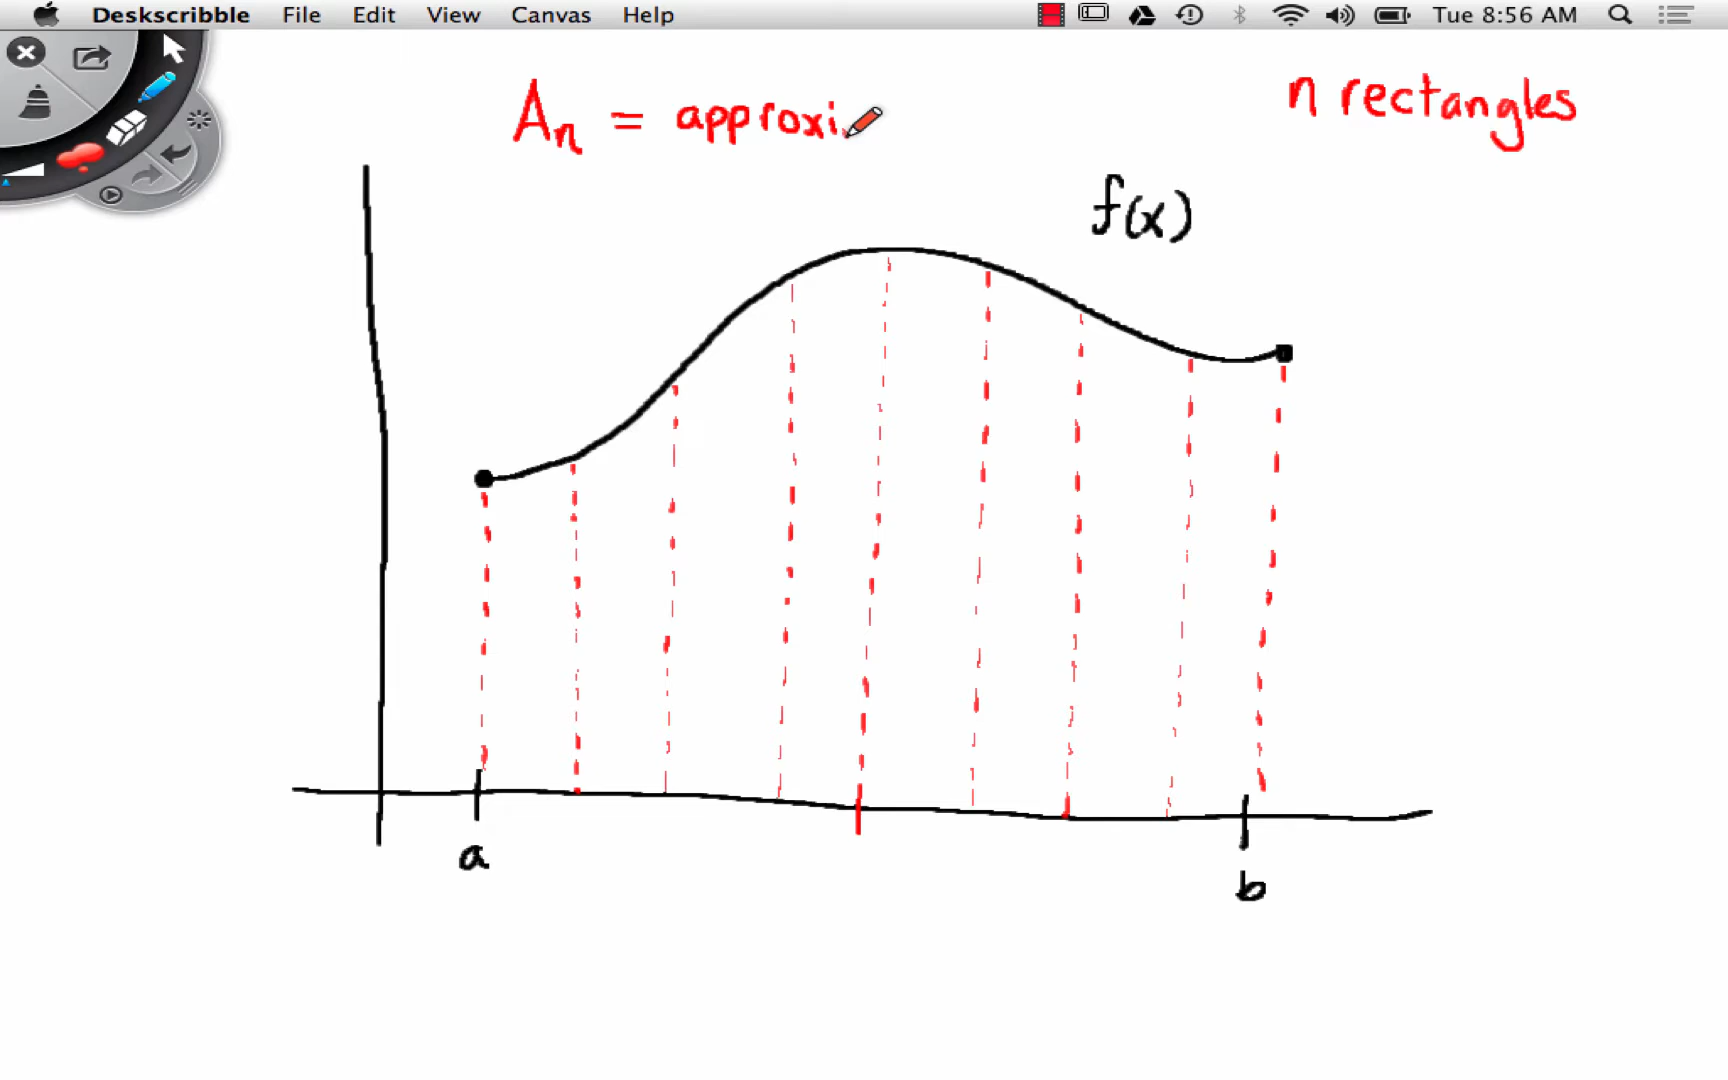 Deskscribble File Edit View Canvas Help Tue 8:56 AM
n rectangles
An = approxi
f(x)
a
b